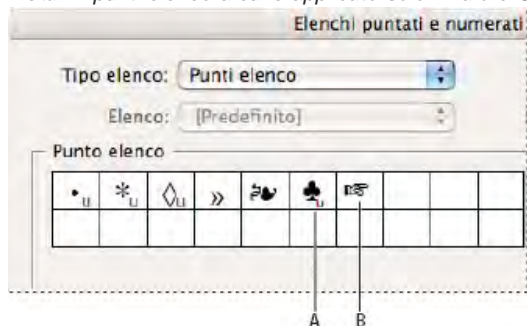 Elenchi puntati e numerati
Tipo elenco: Punti elenco
Elenco: [Predefinito]
Punto elenco
•u *u ◊u » ❧ ♣u ☞
A B